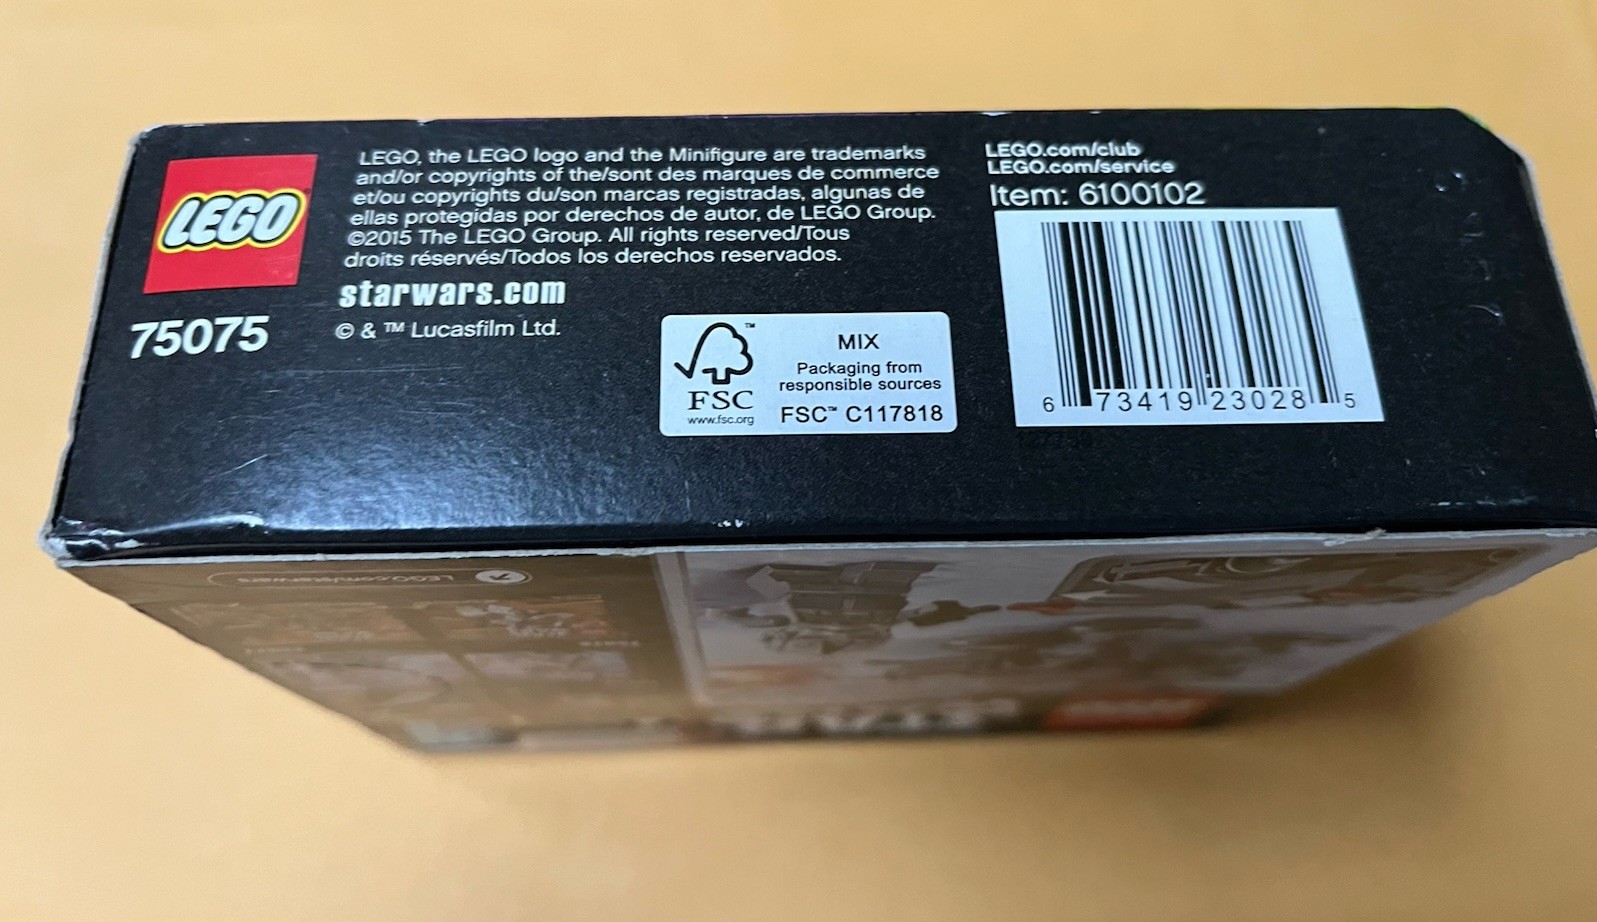 LEGO
75075
LEGO, the LEGO logo and the Minifigure are trademarks
and/or copyrights of the/sont des marques de commerce
et/ou copyrights du/son marcas registradas, algunas de
ellas protegidas por derechos de autor, de LEGO Group.
©2015 The LEGO Group. All rights reserved/Tous
droits réservés/Todos los derechos reservados.
starwars.com
© & ™ Lucasfilm Ltd.
FSC
www.fsc.org
MIX
Packaging from
responsible sources
FSC™ C117818
LEGO.com/club
LEGO.com/service
Item: 6100102
6 73419 23028 5
LEGO.com/starwars